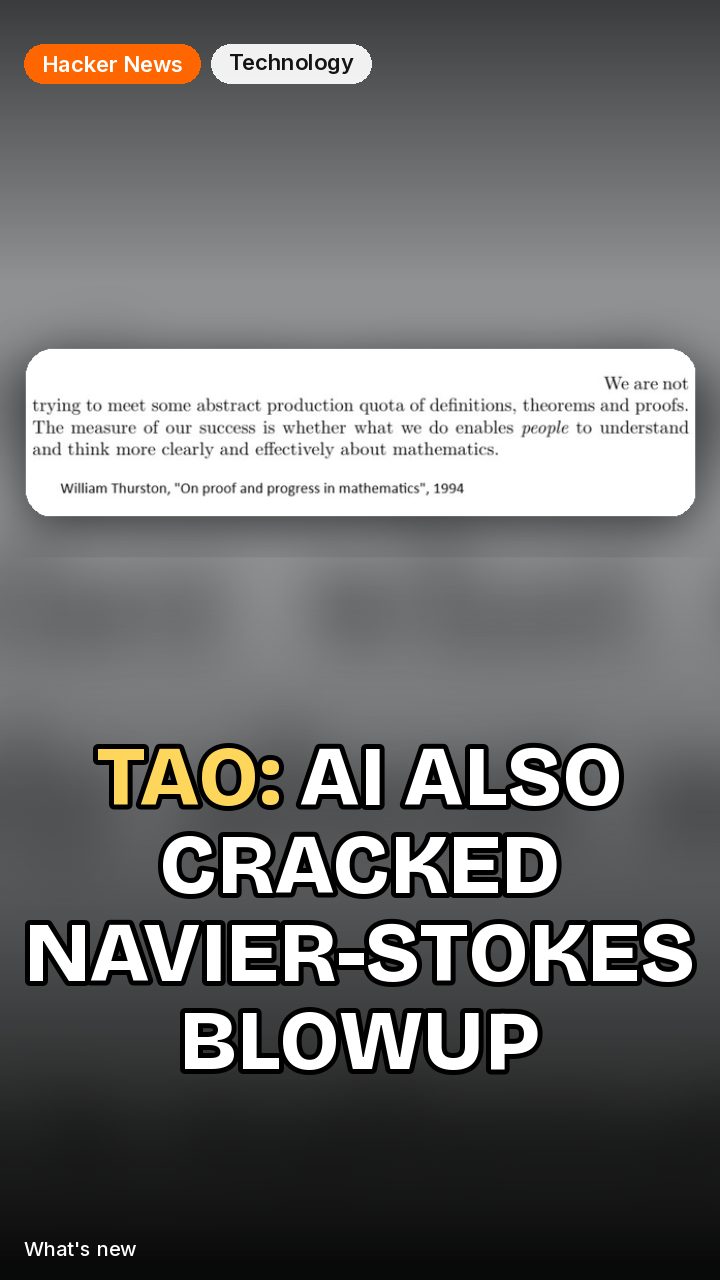 Hacker News
Technology
We are not
trying to meet some abstract production quota of definitions, theorems and proofs.
The measure of our success is whether what we do enables people to understand
and think more clearly and effectively about mathematics.
William Thurston, "On proof and progress in mathematics", 1994
TAO: AI ALSO
CRACKED
NAVIER-STOKES
BLOWUP
What's new